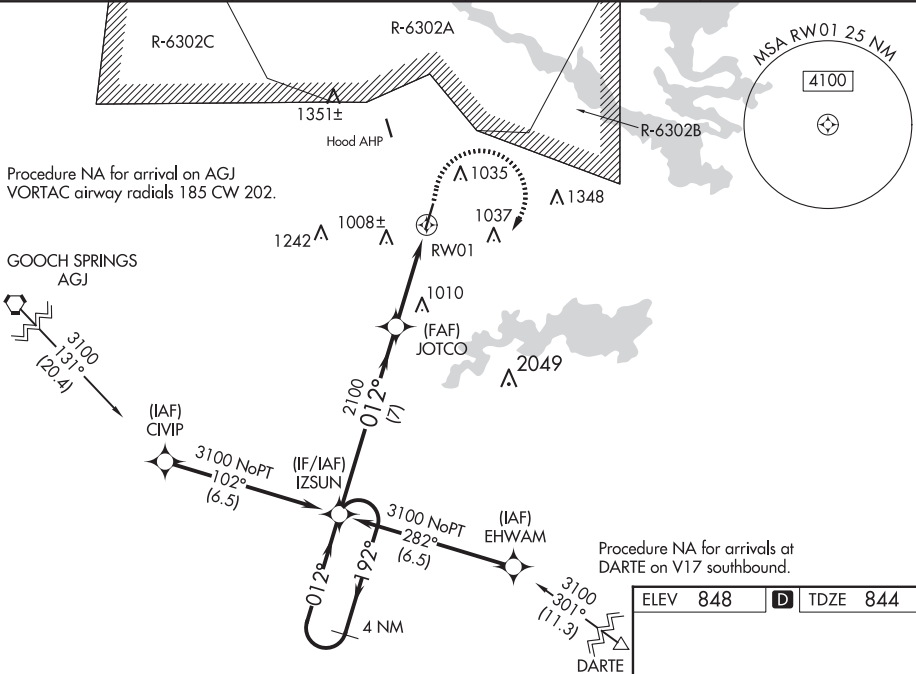 R-6302C
R-6302A
MSA RW01 25 NM
4100
1351±
Hood AHP
R-6302B
Procedure NA for arrival on AGJ
VORTAC airway radials 185 CW 202.
1035
1348
1242
1008±
1037
RW01
GOOCH SPRINGS
AGJ
1010
(FAF)
JOTCO
2049
3100
131°
(20.4)
2100
012°
(7)
(IAF)
CIVIP
3100 NoPT
102°
(6.5)
(IF/IAF)
IZSUN
3100 NoPT
282°
(6.5)
(IAF)
EHWAM
Procedure NA for arrivals at
DARTE on V17 southbound.
012°
192°
4 NM
3100
301°
(11.3)
DARTE
ELEV 848 D TDZE 844